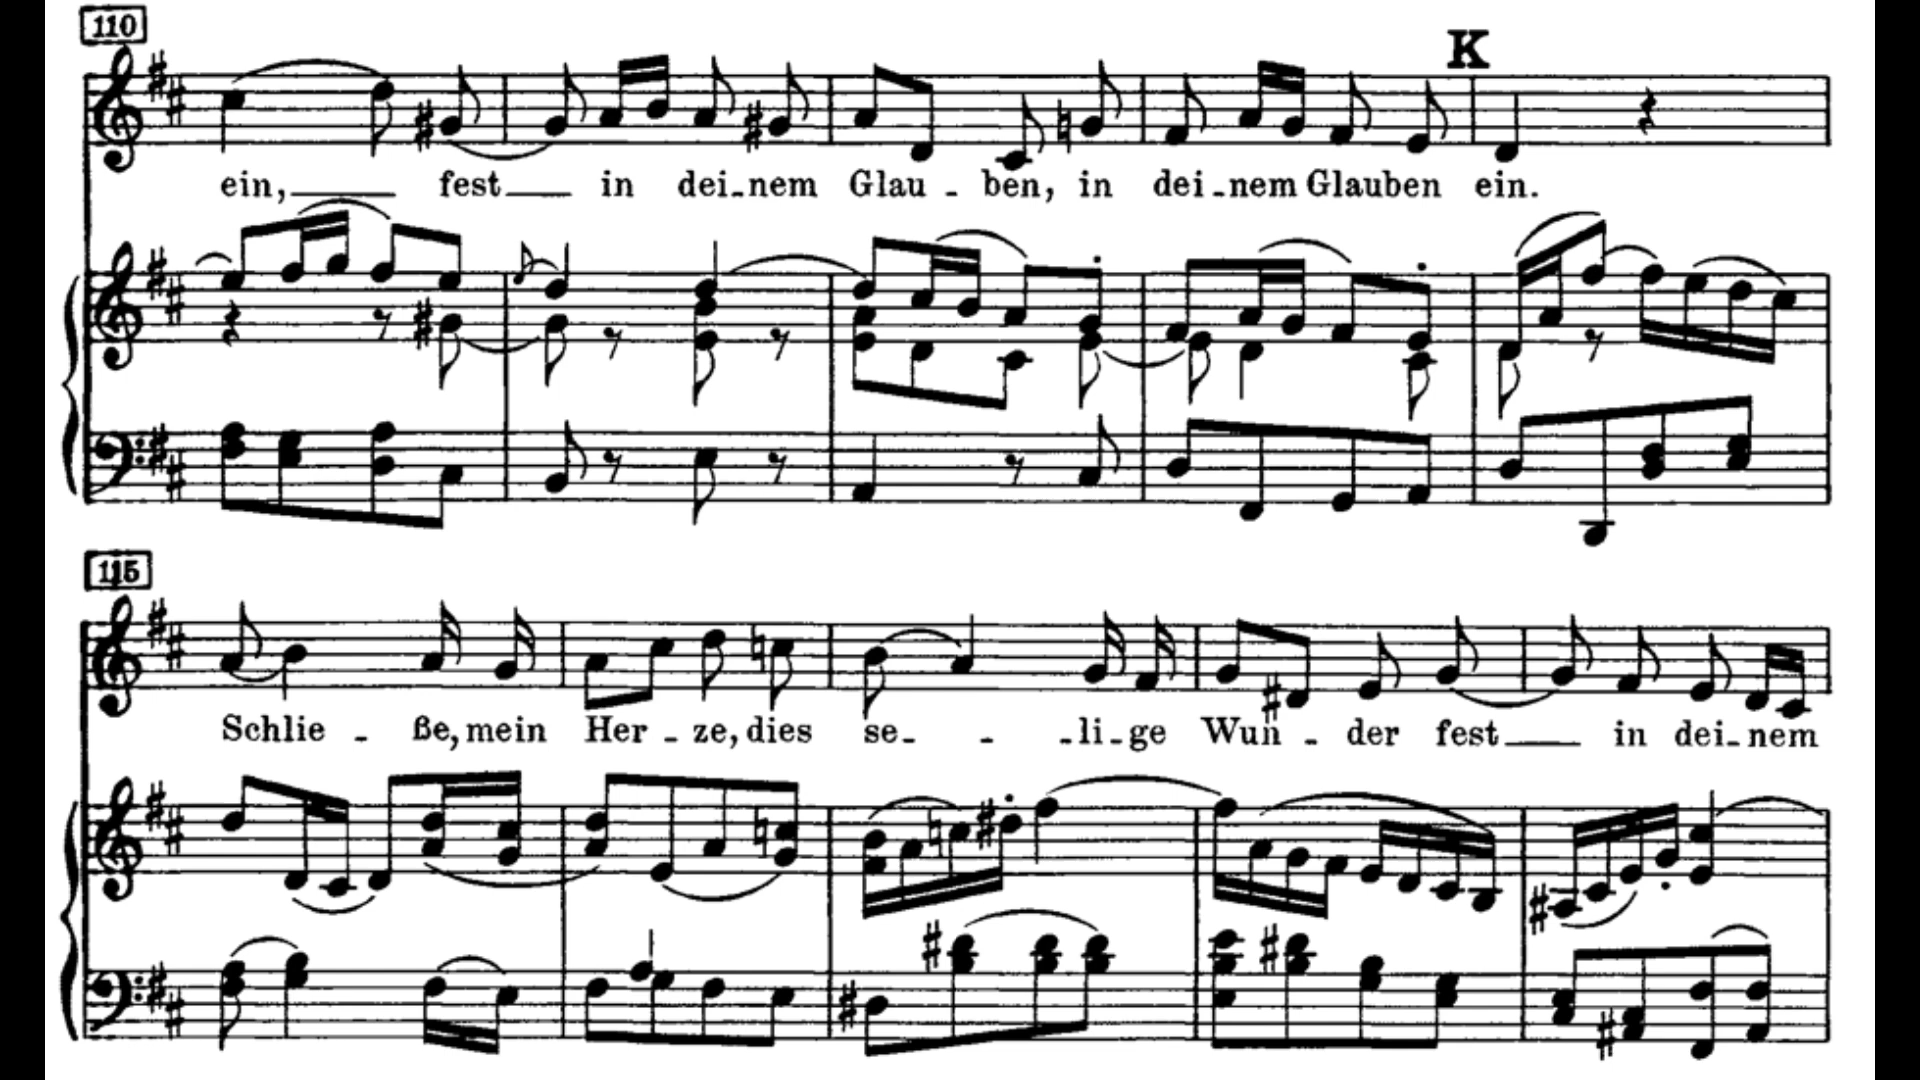 110
K
ein, fest in dei-nem Glau - ben, in dei-nem Glauben ein.
115
Schlie - ße, mein Her - ze, dies se - - - li - ge Wun - der fest in dei-nem